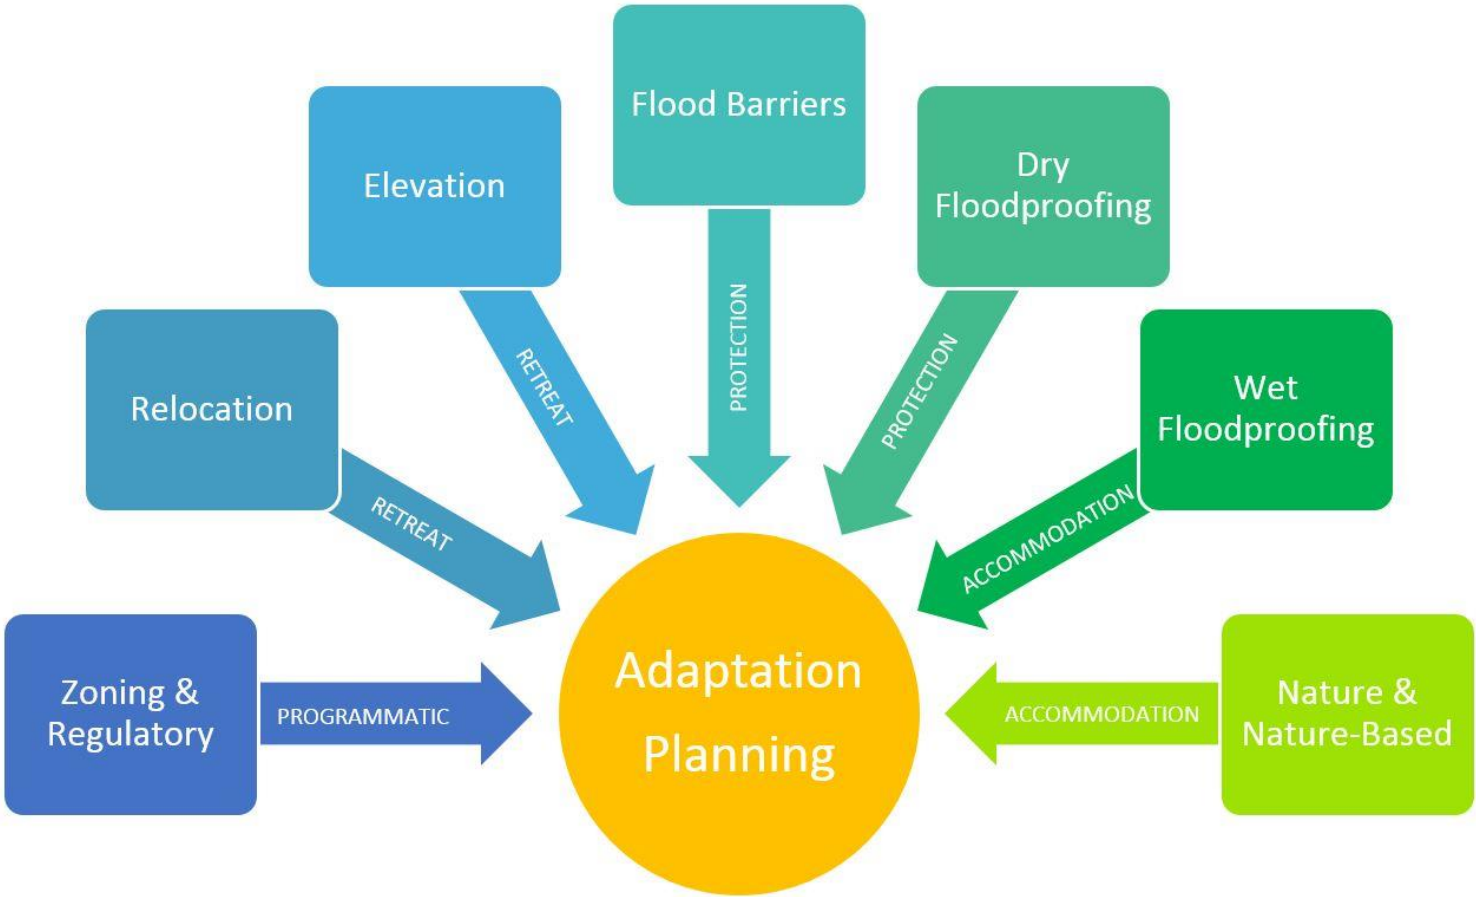 Flood Barriers
Elevation
Dry
Floodproofing
Relocation
Wet
Floodproofing
Zoning &
Regulatory
Nature &
Nature-Based
PROGRAMMATIC
RETREAT
RETREAT
PROTECTION
PROTECTION
ACCOMMODATION
ACCOMMODATION
Adaptation
Planning